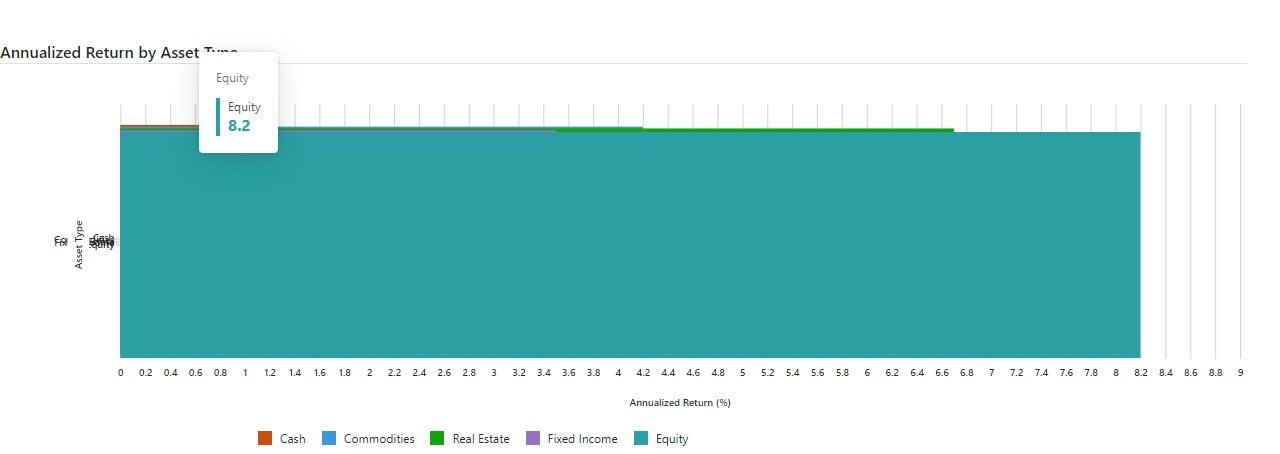 Annualized Return by Asset Type
Equity
Equity
8.2
Asset Type
Cash
Equity
0 0.2 0.4 0.6 0.8 1 1.2 1.4 1.6 1.8 2 2.2 2.4 2.6 2.8 3 3.2 3.4 3.6 3.8 4 4.2 4.4 4.6 4.8 5 5.2 5.4 5.6 5.8 6 6.2 6.4 6.6 6.8 7 7.2 7.4 7.6 7.8 8 8.2 8.4 8.6 8.8 9
Annualized Return (%)
Cash Commodities Real Estate Fixed Income Equity